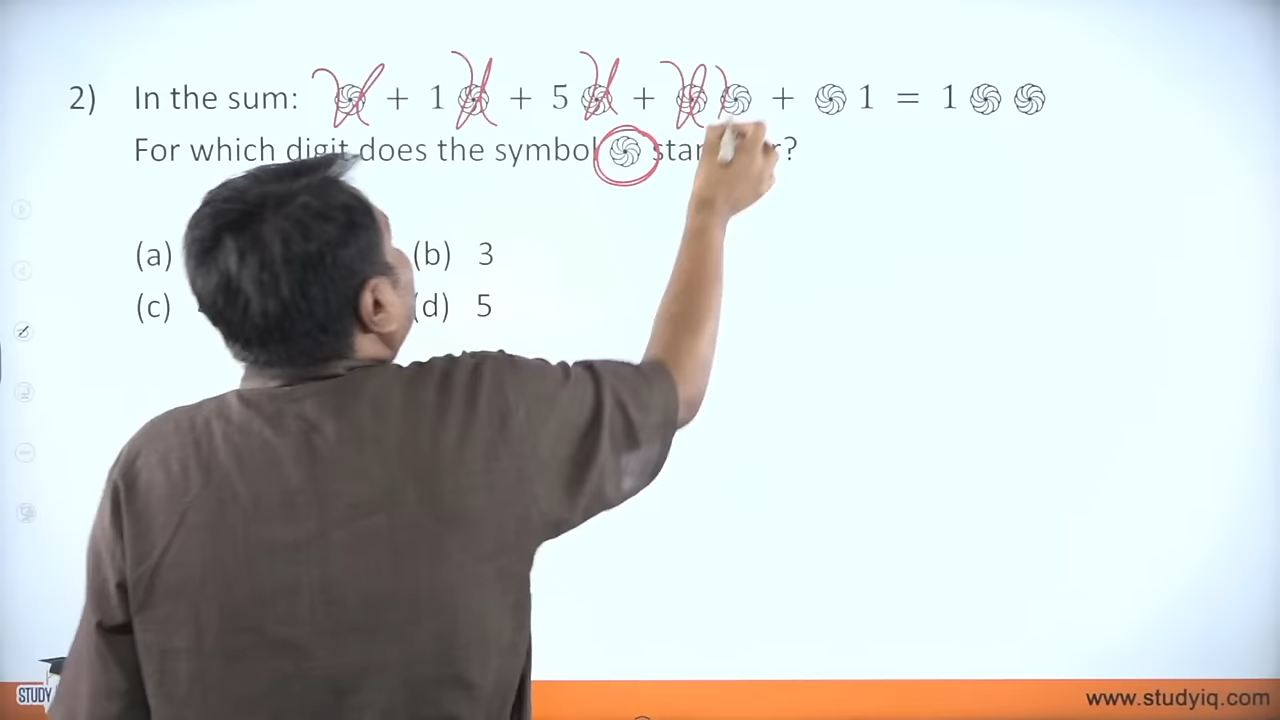 2) In the sum: ֍ + 1 ֍ + 5 ֍ + ֍ ֍ + ֍ 1 = 1 ֍ ֍
For which digit does the symbol ֍ ?
(a) (b) 3
(c) (d) 5
STUDY
www.studyiq.com